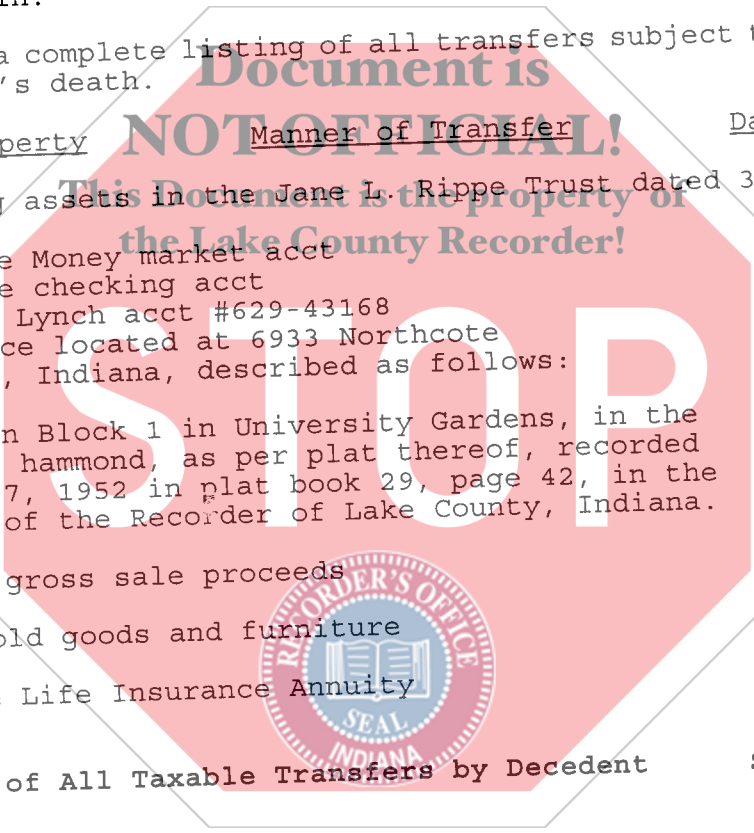 a complete listing of all transfers subject
's death.
Document is
NOT OFFICIAL!
perty Manner of Transfer Da
This Document is the property of
assets in the Jane L. Rippe Trust dated 3
the Lake County Recorder!
e Money market acct
e checking acct
Lynch acct #629-43168
ce located at 6933 Northcote
, Indiana, described as follows:
STOP
n Block 1 in University Gardens, in the
hammond, as per plat thereof, recorded
7, 1952 in plat book 29, page 42, in the
of the Recorder of Lake County, Indiana.
gross sale proceeds
old goods and furniture
Life Insurance Annuity
RECORDER'S OFFICE
SEAL
INDIANA
of All Taxable Transfers by Decedent